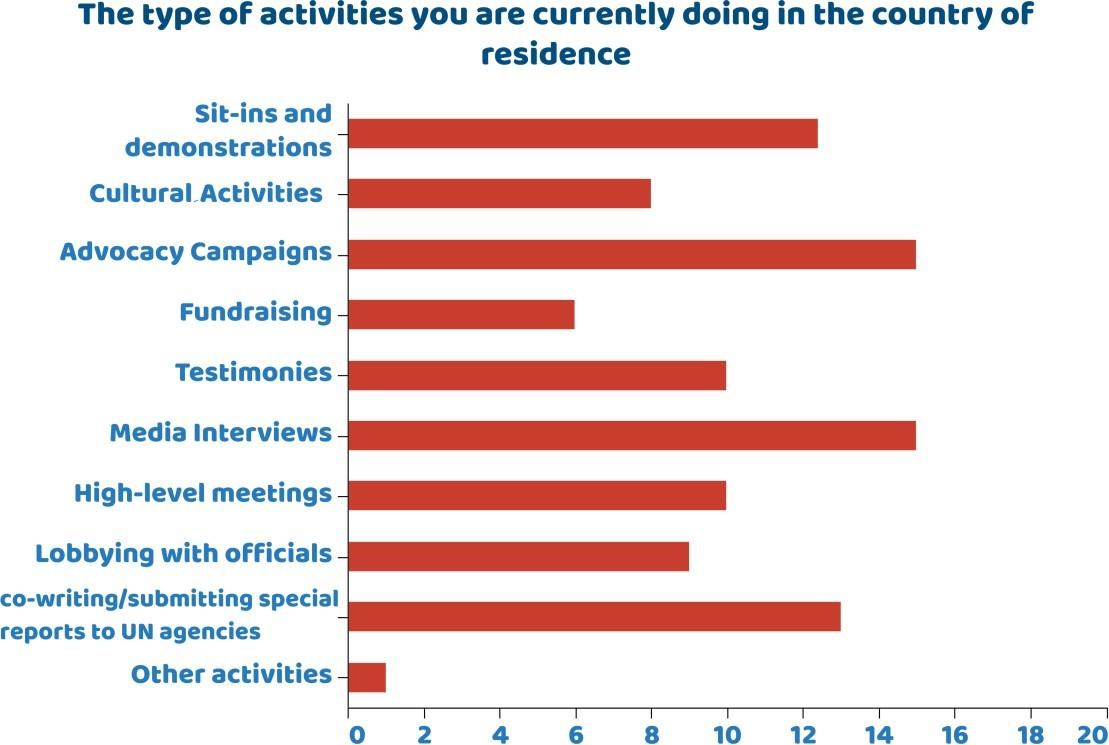 The type of activities you are currently doing in the country of
residence
Sit-ins and
demonstrations
Cultural Activities
Advocacy Campaigns
Fundraising
Testimonies
Media Interviews
High-level meetings
Lobbying with officials
co-writing/submitting special
reports to UN agencies
Other activities
0 2 4 6 8 10 12 14 16 18 20